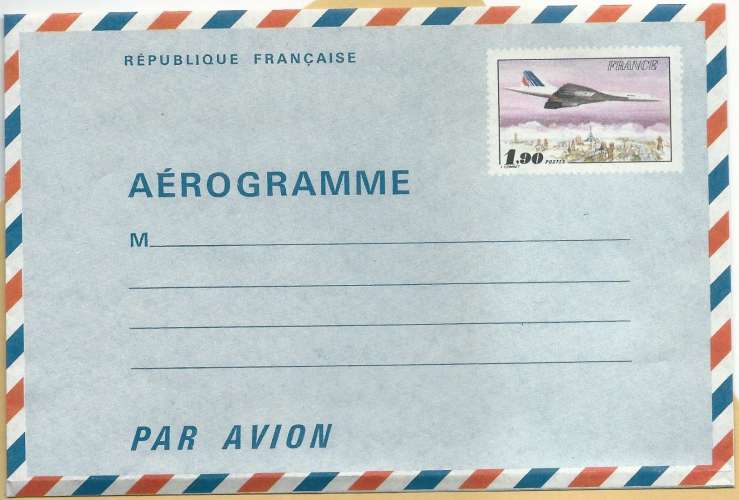 RÉPUBLIQUE FRANÇAISE
FRANCE
1,90 POSTES
AÉROGRAMME
M
PAR AVION